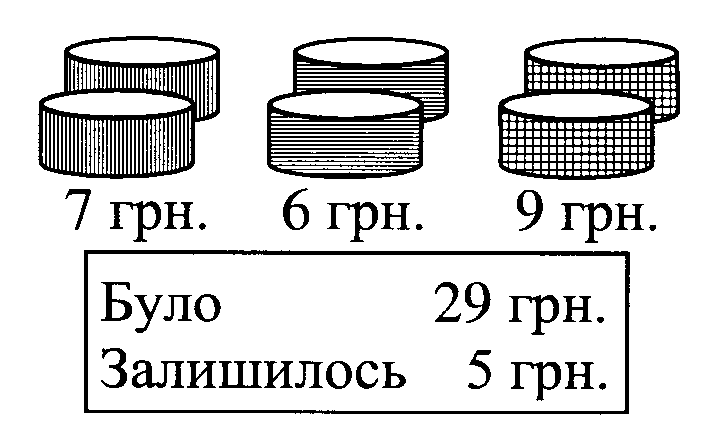 7 грн. 6 грн. 9 грн.
Було 29 грн.
Залишилось 5 грн.